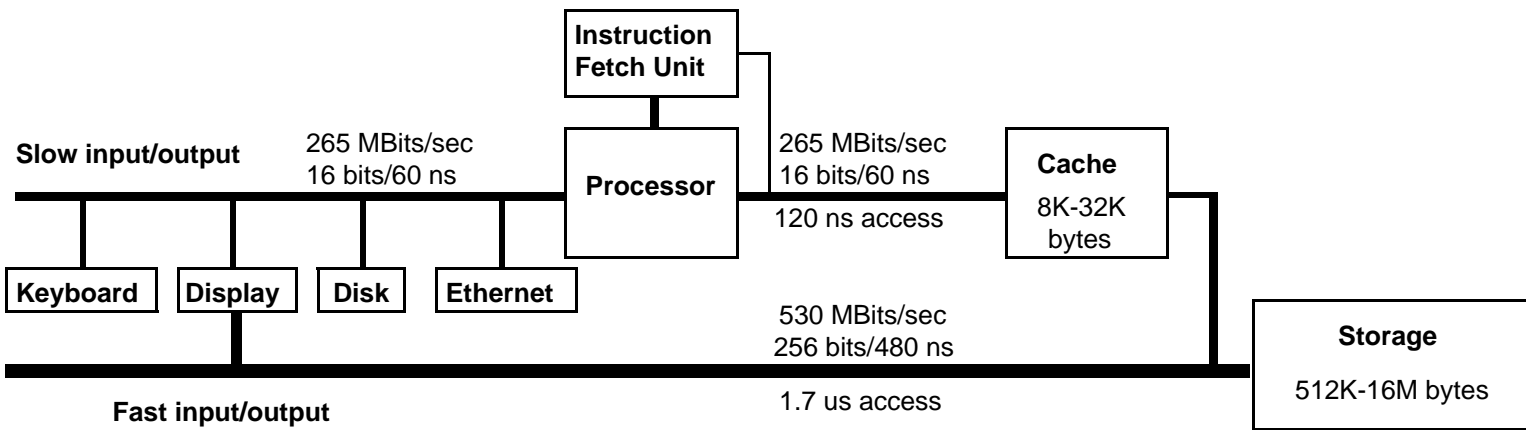 Instruction
Fetch Unit
Slow input/output
265 MBits/sec
16 bits/60 ns
Processor
265 MBits/sec
16 bits/60 ns
120 ns access
Cache
8K-32K
bytes
Keyboard
Display
Disk
Ethernet
530 MBits/sec
256 bits/480 ns
1.7 us access
Storage
512K-16M bytes
Fast input/output